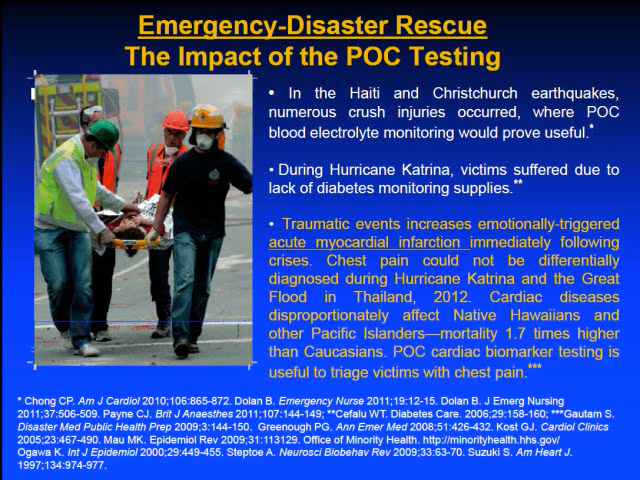 Emergency-Disaster Rescue
The Impact of the POC Testing
• In the Haiti and Christchurch earthquakes,
numerous crush injuries occurred, where POC
blood electrolyte monitoring would prove useful.*
• During Hurricane Katrina, victims suffered due to
lack of diabetes monitoring supplies.**
• Traumatic events increases emotionally-triggered
acute myocardial infarction immediately following
crises. Chest pain could not be differentially
diagnosed during Hurricane Katrina and the Great
Flood in Thailand, 2012. Cardiac diseases
disproportionately affect Native Hawaiians and
other Pacific Islanders—mortality 1.7 times higher
than Caucasians. POC cardiac biomarker testing is
useful to triage victims with chest pain.***
* Chong CP. Am J Cardiol 2010;106:865-872. Dolan B. Emergency Nurse 2011;19:12-15. Dolan B. J Emerg Nursing
2011;37:506-509. Payne CJ. Brit J Anaesthes 2011;107:144-149; **Cefalu WT. Diabetes Care. 2006;29:158-160; ***Gautam S.
Disaster Med Public Health Prep 2009;3:144-150. Greenough PG. Ann Emer Med 2008;51:426-432. Kost GJ. Cardiol Clinics
2005;23:467-490. Mau MK. Epidemiol Rev 2009;31:113129. Office of Minority Health. http://minorityhealth.hhs.gov/
Ogawa K. Int J Epidemiol 2000;29:449-455. Steptoe A. Neurosci Biobehav Rev 2009;33:63-70. Suzuki S. Am Heart J.
1997;134:974-977.